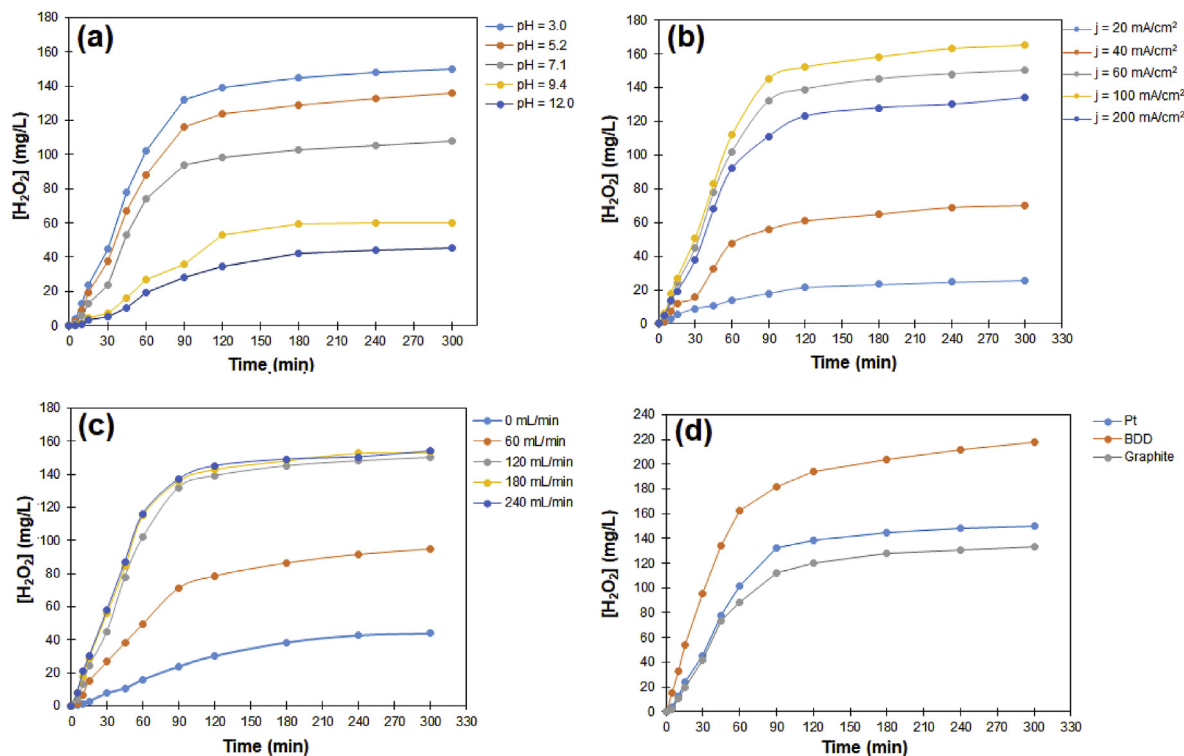 (a)
180
160
140
120
100
80
60
40
20
0
[H₂O₂] (mg/L)
0 30 60 90 120 150 180 210 240 270 300
Time (min)
pH = 3.0
pH = 5.2
pH = 7.1
pH = 9.4
pH = 12.0
(b)
180
160
140
120
100
80
60
40
20
0
[H₂O₂] (mg/L)
0 30 60 90 120 150 180 210 240 270 300 330
Time (min)
j = 20 mA/cm²
j = 40 mA/cm²
j = 60 mA/cm²
j = 100 mA/cm²
j = 200 mA/cm²
(c)
180
160
140
120
100
80
60
40
20
0
[H₂O₂] (mg/L)
0 30 60 90 120 150 180 210 240 270 300 330
Time (min)
0 mL/min
60 mL/min
120 mL/min
180 mL/min
240 mL/min
(d)
240
220
200
180
160
140
120
100
80
60
40
20
0
[H₂O₂] (mg/L)
0 30 60 90 120 150 180 210 240 270 300 330
Time (min)
Pt
BDD
Graphite